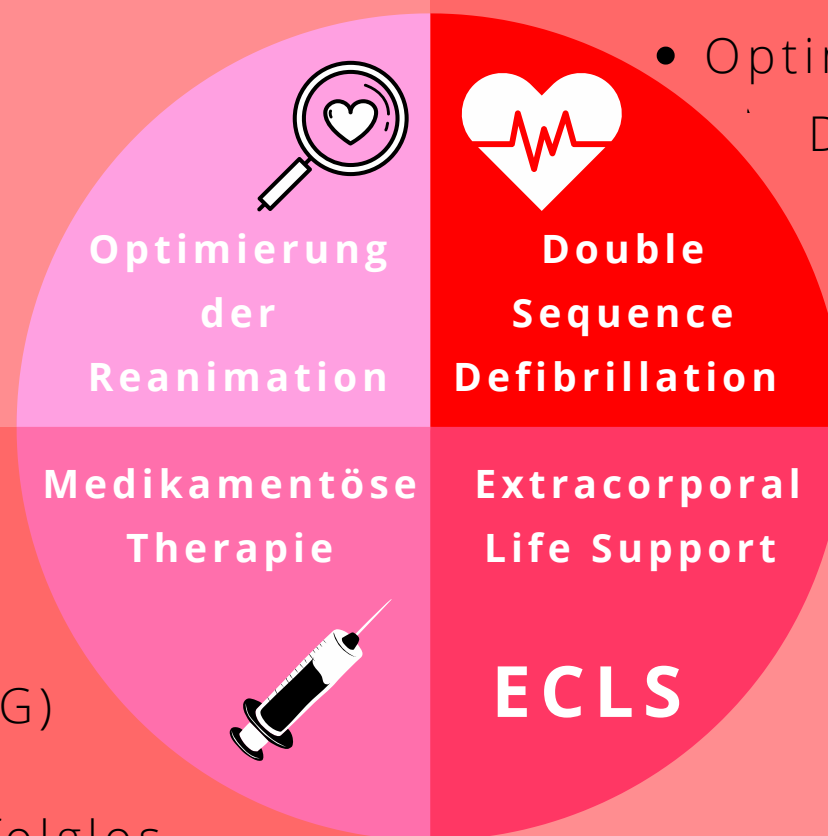 Optimierung
der
Reanimation
Double
Sequence
Defibrillation
Medikamentöse
Therapie
Extracorporal
Life Support
ECLS
G)